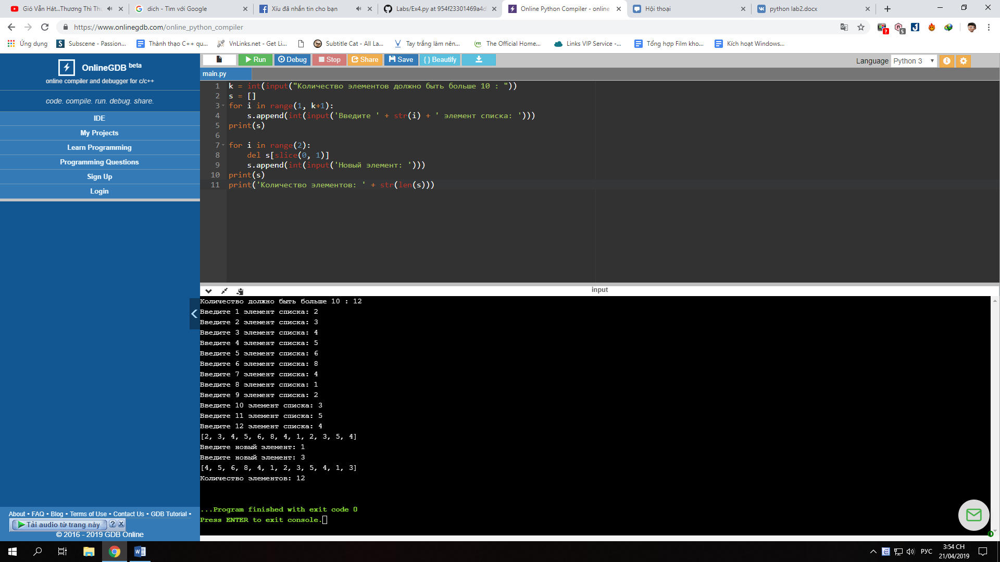 Gió Vẫn Hát...Thương Thì Thư
dich - Tìm với Google
Xíu đã nhắn tin cho bạn
Labs/Ex4.py at 954f23301469a4d
Online Python Compiler - online
Hội thoại
python lab2.docx
https://www.onlinegdb.com/online_python_compiler
Ứng dụng
Subscene - Passion...
Thành thạo C++ qu...
VnLinks.net - Get Li...
Subtitle Cat - All La...
Tay trắng làm nên...
The Official Home...
Links VIP Service -...
Tổng hợp Film kho...
Kích hoạt Windows...
OnlineGDB beta
online compiler and debugger for c/c++
code. compile. run. debug. share.
IDE
My Projects
Learn Programming
Programming Questions
Sign Up
Login
Run
Debug
Stop
Share
Save
{ } Beautify
Language Python 3
main.py
1 k = int(input("Количество элементов должно быть больше 10 : "))
2 s = []
3 for i in range(1, k+1):
4 s.append(int(input('Введите ' + str(i) + ' элемент списка: ')))
5 print(s)
6
7 for i in range(2):
8 del s[slice(0, 1)]
9 s.append(int(input('Новый элемент: ')))
10 print(s)
11 print('Количество элементов: ' + str(len(s)))
input
Количество должно быть больше 10 : 12
Введите 1 элемент списка: 2
Введите 2 элемент списка: 3
Введите 3 элемент списка: 4
Введите 4 элемент списка: 5
Введите 5 элемент списка: 6
Введите 6 элемент списка: 8
Введите 7 элемент списка: 4
Введите 8 элемент списка: 1
Введите 9 элемент списка: 2
Введите 10 элемент списка: 3
Введите 11 элемент списка: 5
Введите 12 элемент списка: 4
[2, 3, 4, 5, 6, 8, 4, 1, 2, 3, 5, 4]
Введите новый элемент: 1
Введите новый элемент: 3
[4, 5, 6, 8, 4, 1, 2, 3, 5, 4, 1, 3]
Количество элементов: 12
...Program finished with exit code 0
Press ENTER to exit console.
About • FAQ • Blog • Terms of Use • Contact Us • GDB Tutorial •
Tải audio từ trang này
© 2016 - 2019 GDB Online
РУС
3:54 CH
21/04/2019